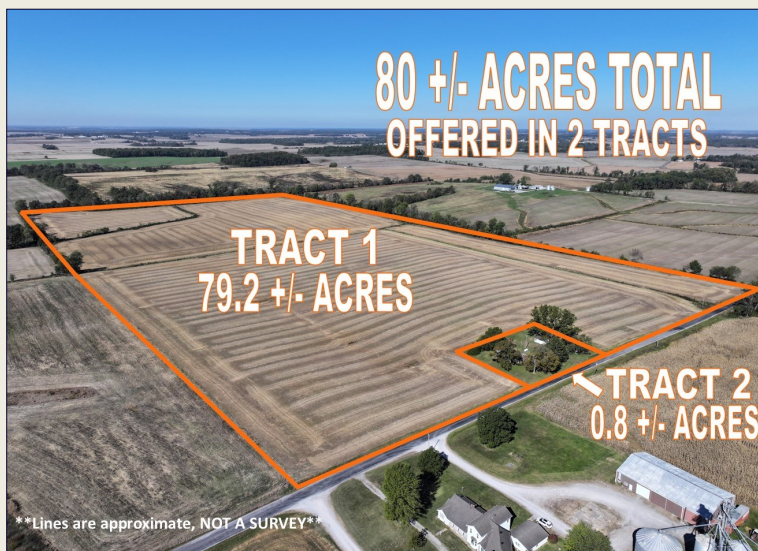 80 +/- ACRES TOTAL
OFFERED IN 2 TRACTS
TRACT 1
79.2 +/- ACRES
TRACT 2
0.8 +/- ACRES
**Lines are approximate, NOT A SURVEY**